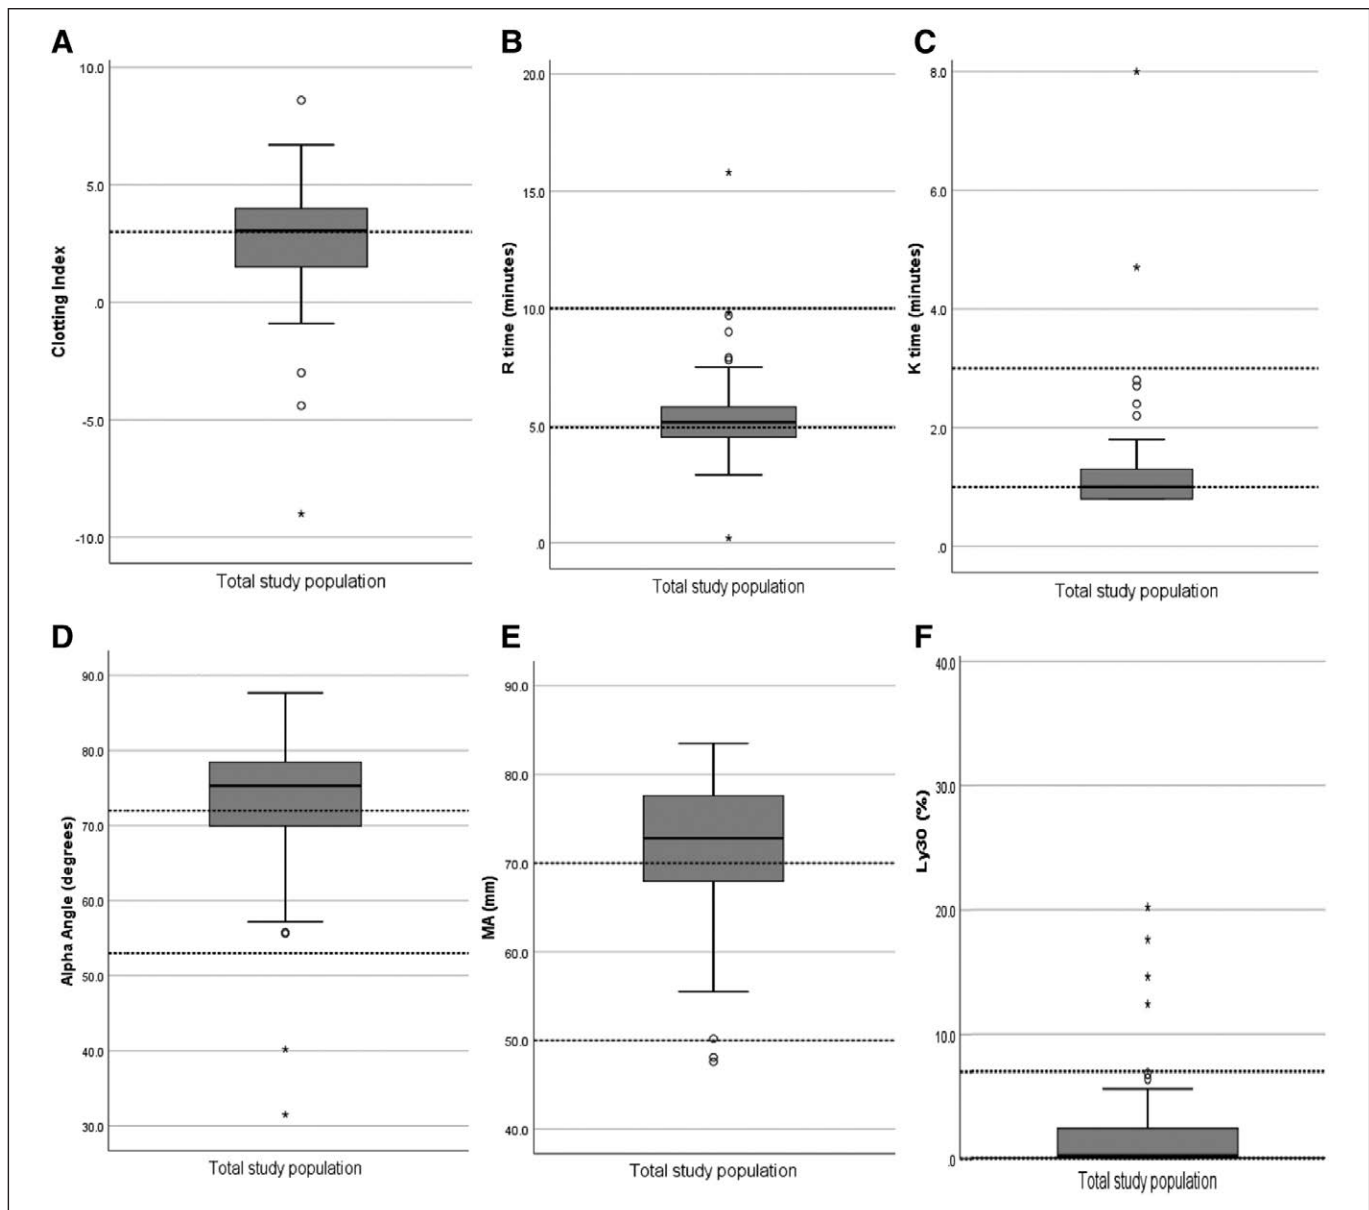 A
10.0
5.0
.0
-5.0
-10.0
Clotting Index
Total study population
B
20.0
15.0
10.0
5.0
.0
R time (minutes)
Total study population
C
8.0
6.0
4.0
2.0
.0
K time (minutes)
Total study population
D
90.0
80.0
70.0
60.0
50.0
40.0
30.0
Alpha Angle (degrees)
Total study population
E
90.0
80.0
70.0
60.0
50.0
40.0
MA (mm)
Total study population
F
40.0
30.0
20.0
10.0
.0
Ly30 (%)
Total study population